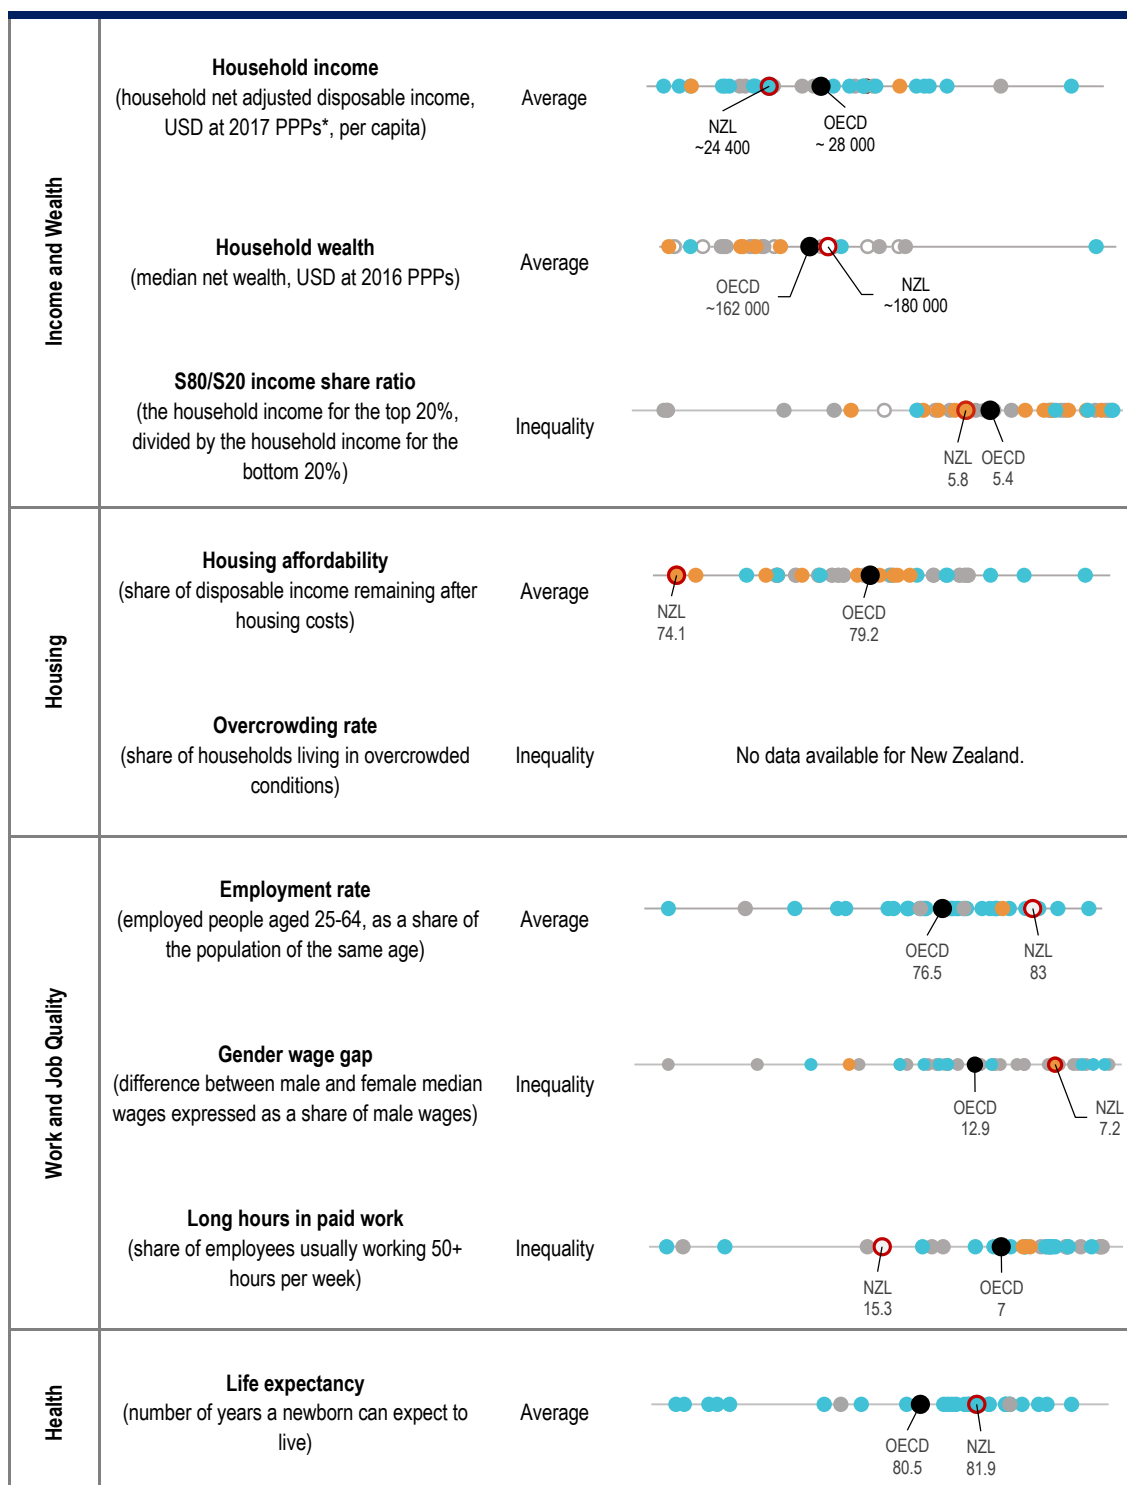 Income and Wealth
Household income
(household net adjusted disposable income,
USD at 2017 PPPs*, per capita)
Average
NZL
~24 400
OECD
~ 28 000
Household wealth
(median net wealth, USD at 2016 PPPs)
Average
OECD
~162 000
NZL
~180 000
S80/S20 income share ratio
(the household income for the top 20%,
divided by the household income for the
bottom 20%)
Inequality
NZL
5.8
OECD
5.4
Housing
Housing affordability
(share of disposable income remaining after
housing costs)
Average
NZL
74.1
OECD
79.2
Overcrowding rate
(share of households living in overcrowded
conditions)
Inequality
No data available for New Zealand.
Work and Job Quality
Employment rate
(employed people aged 25-64, as a share of
the population of the same age)
Average
OECD
76.5
NZL
83
Gender wage gap
(difference between male and female median
wages expressed as a share of male wages)
Inequality
OECD
12.9
NZL
7.2
Long hours in paid work
(share of employees usually working 50+
hours per week)
Inequality
NZL
15.3
OECD
7
Health
Life expectancy
(number of years a newborn can expect to
live)
Average
OECD
80.5
NZL
81.9